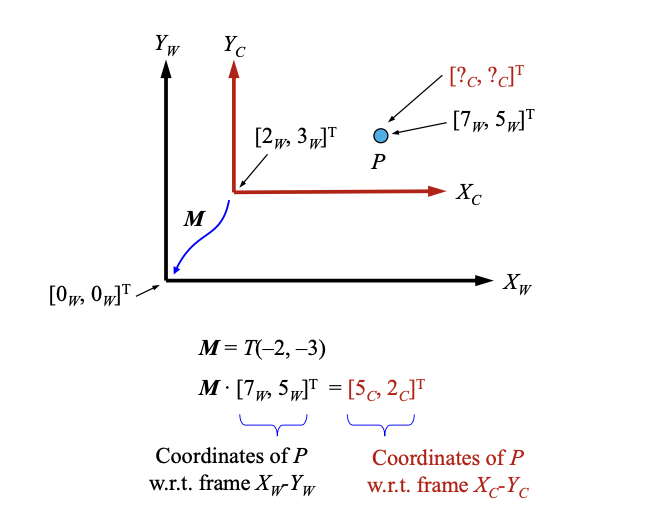 Y_W Y_C
[?_C, ?_C]^T
[7_W, 5_W]^T
[2_W, 3_W]^T
P
X_C
M
X_W
[0_W, 0_W]^T
M = T(–2, –3)
M · [7_W, 5_W]^T = [5_C, 2_C]^T
Coordinates of P
w.r.t. frame X_W-Y_W
Coordinates of P
w.r.t. frame X_C-Y_C